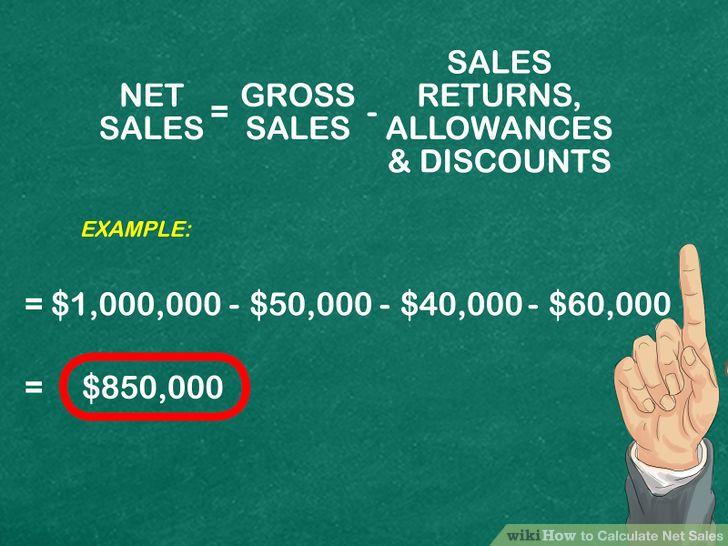 NET SALES = GROSS SALES - SALES RETURNS, ALLOWANCES & DISCOUNTS
EXAMPLE:
= $1,000,000 - $50,000 - $40,000 - $60,000
= $850,000
wikiHow to Calculate Net Sales